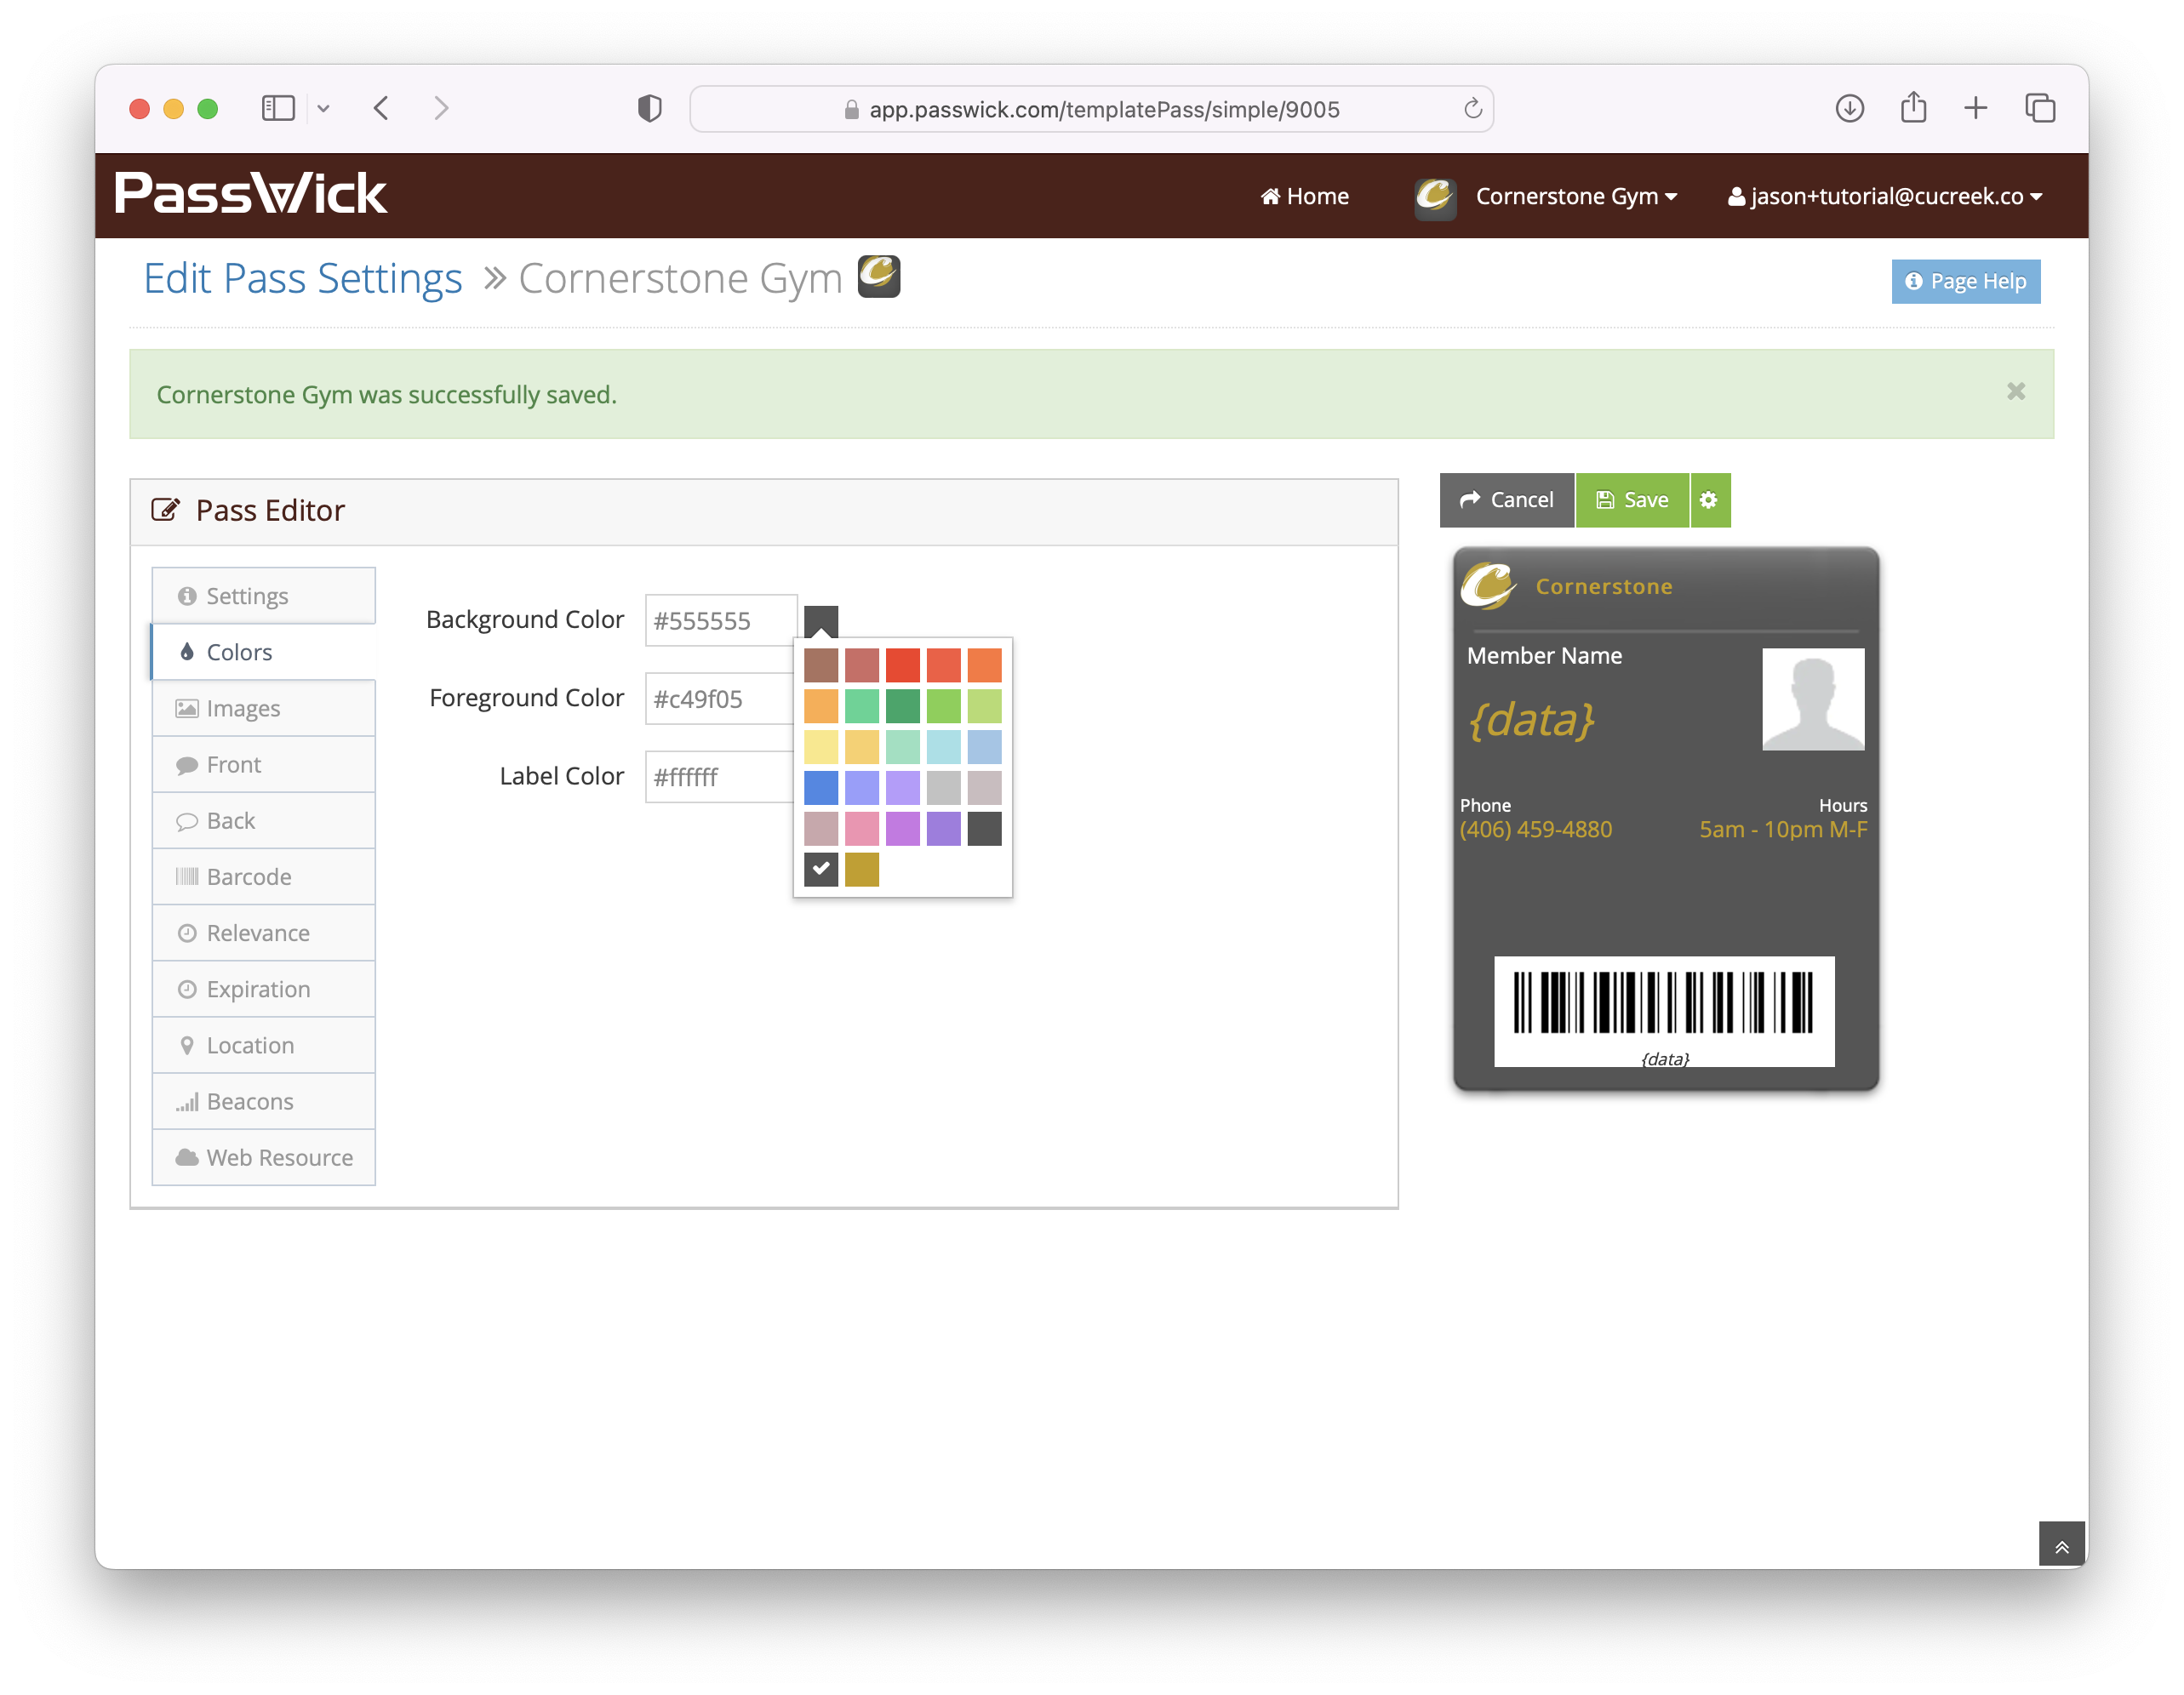 app.passwick.com/templatePass/simple/9005
PassWick
Home
Cornerstone Gym
jason+tutorial@cucreek.co
Edit Pass Settings » Cornerstone Gym
Page Help
Cornerstone Gym was successfully saved.
Pass Editor
Settings
Colors
Images
Front
Back
Barcode
Relevance
Expiration
Location
Beacons
Web Resource
Background Color #555555
Foreground Color #c49f05
Label Color #ffffff
Cancel
Save
Cornerstone
Member Name
{data}
Phone
Hours
(406) 459-4880
5am - 10pm M-F
{data}